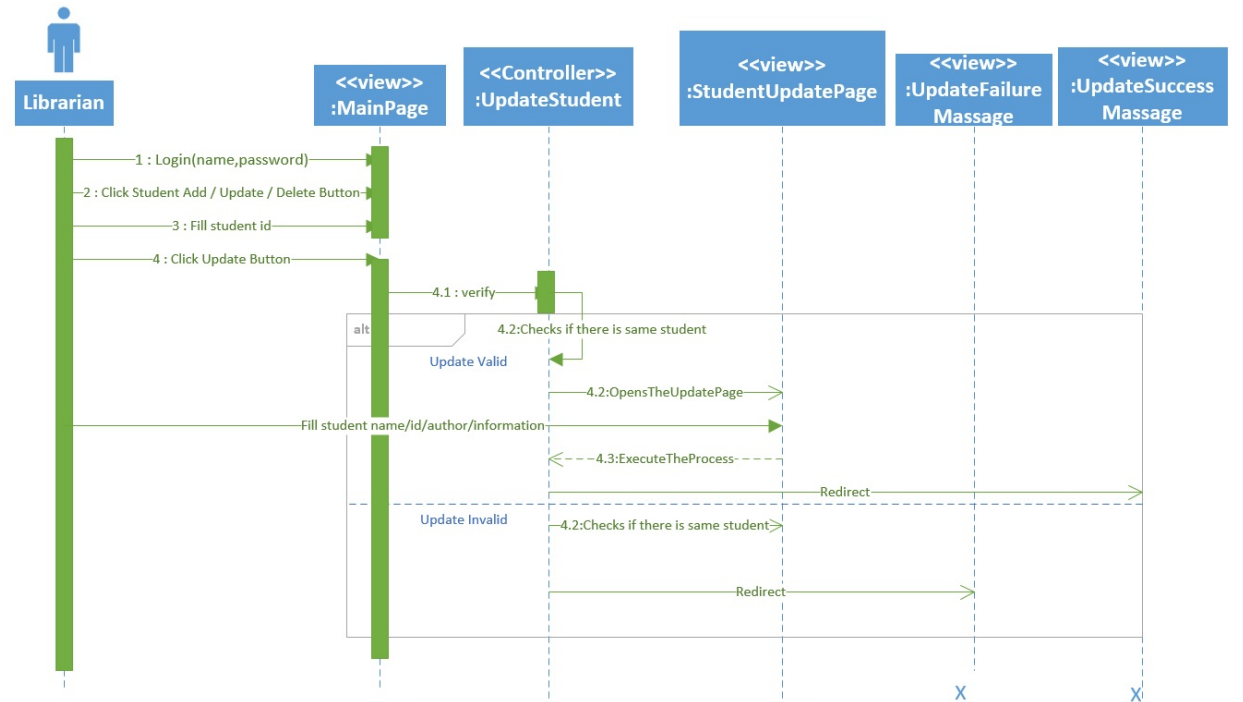 Librarian
<<view>>
:MainPage
<<Controller>>
:UpdateStudent
<<view>>
:StudentUpdatePage
<<view>>
:UpdateFailure
Massage
<<view>>
:UpdateSuccess
Massage
1 : Login(name,password)
2 : Click Student Add / Update / Delete Button
3 : Fill student id
4 : Click Update Button
4.1 : verify
alt
4.2:Checks if there is same student
Update Valid
4.2:OpensTheUpdatePage
Fill student name/id/author/information
4.3:ExecuteTheProcess
Redirect
Update Invalid
4.2:Checks if there is same student
Redirect
X
X